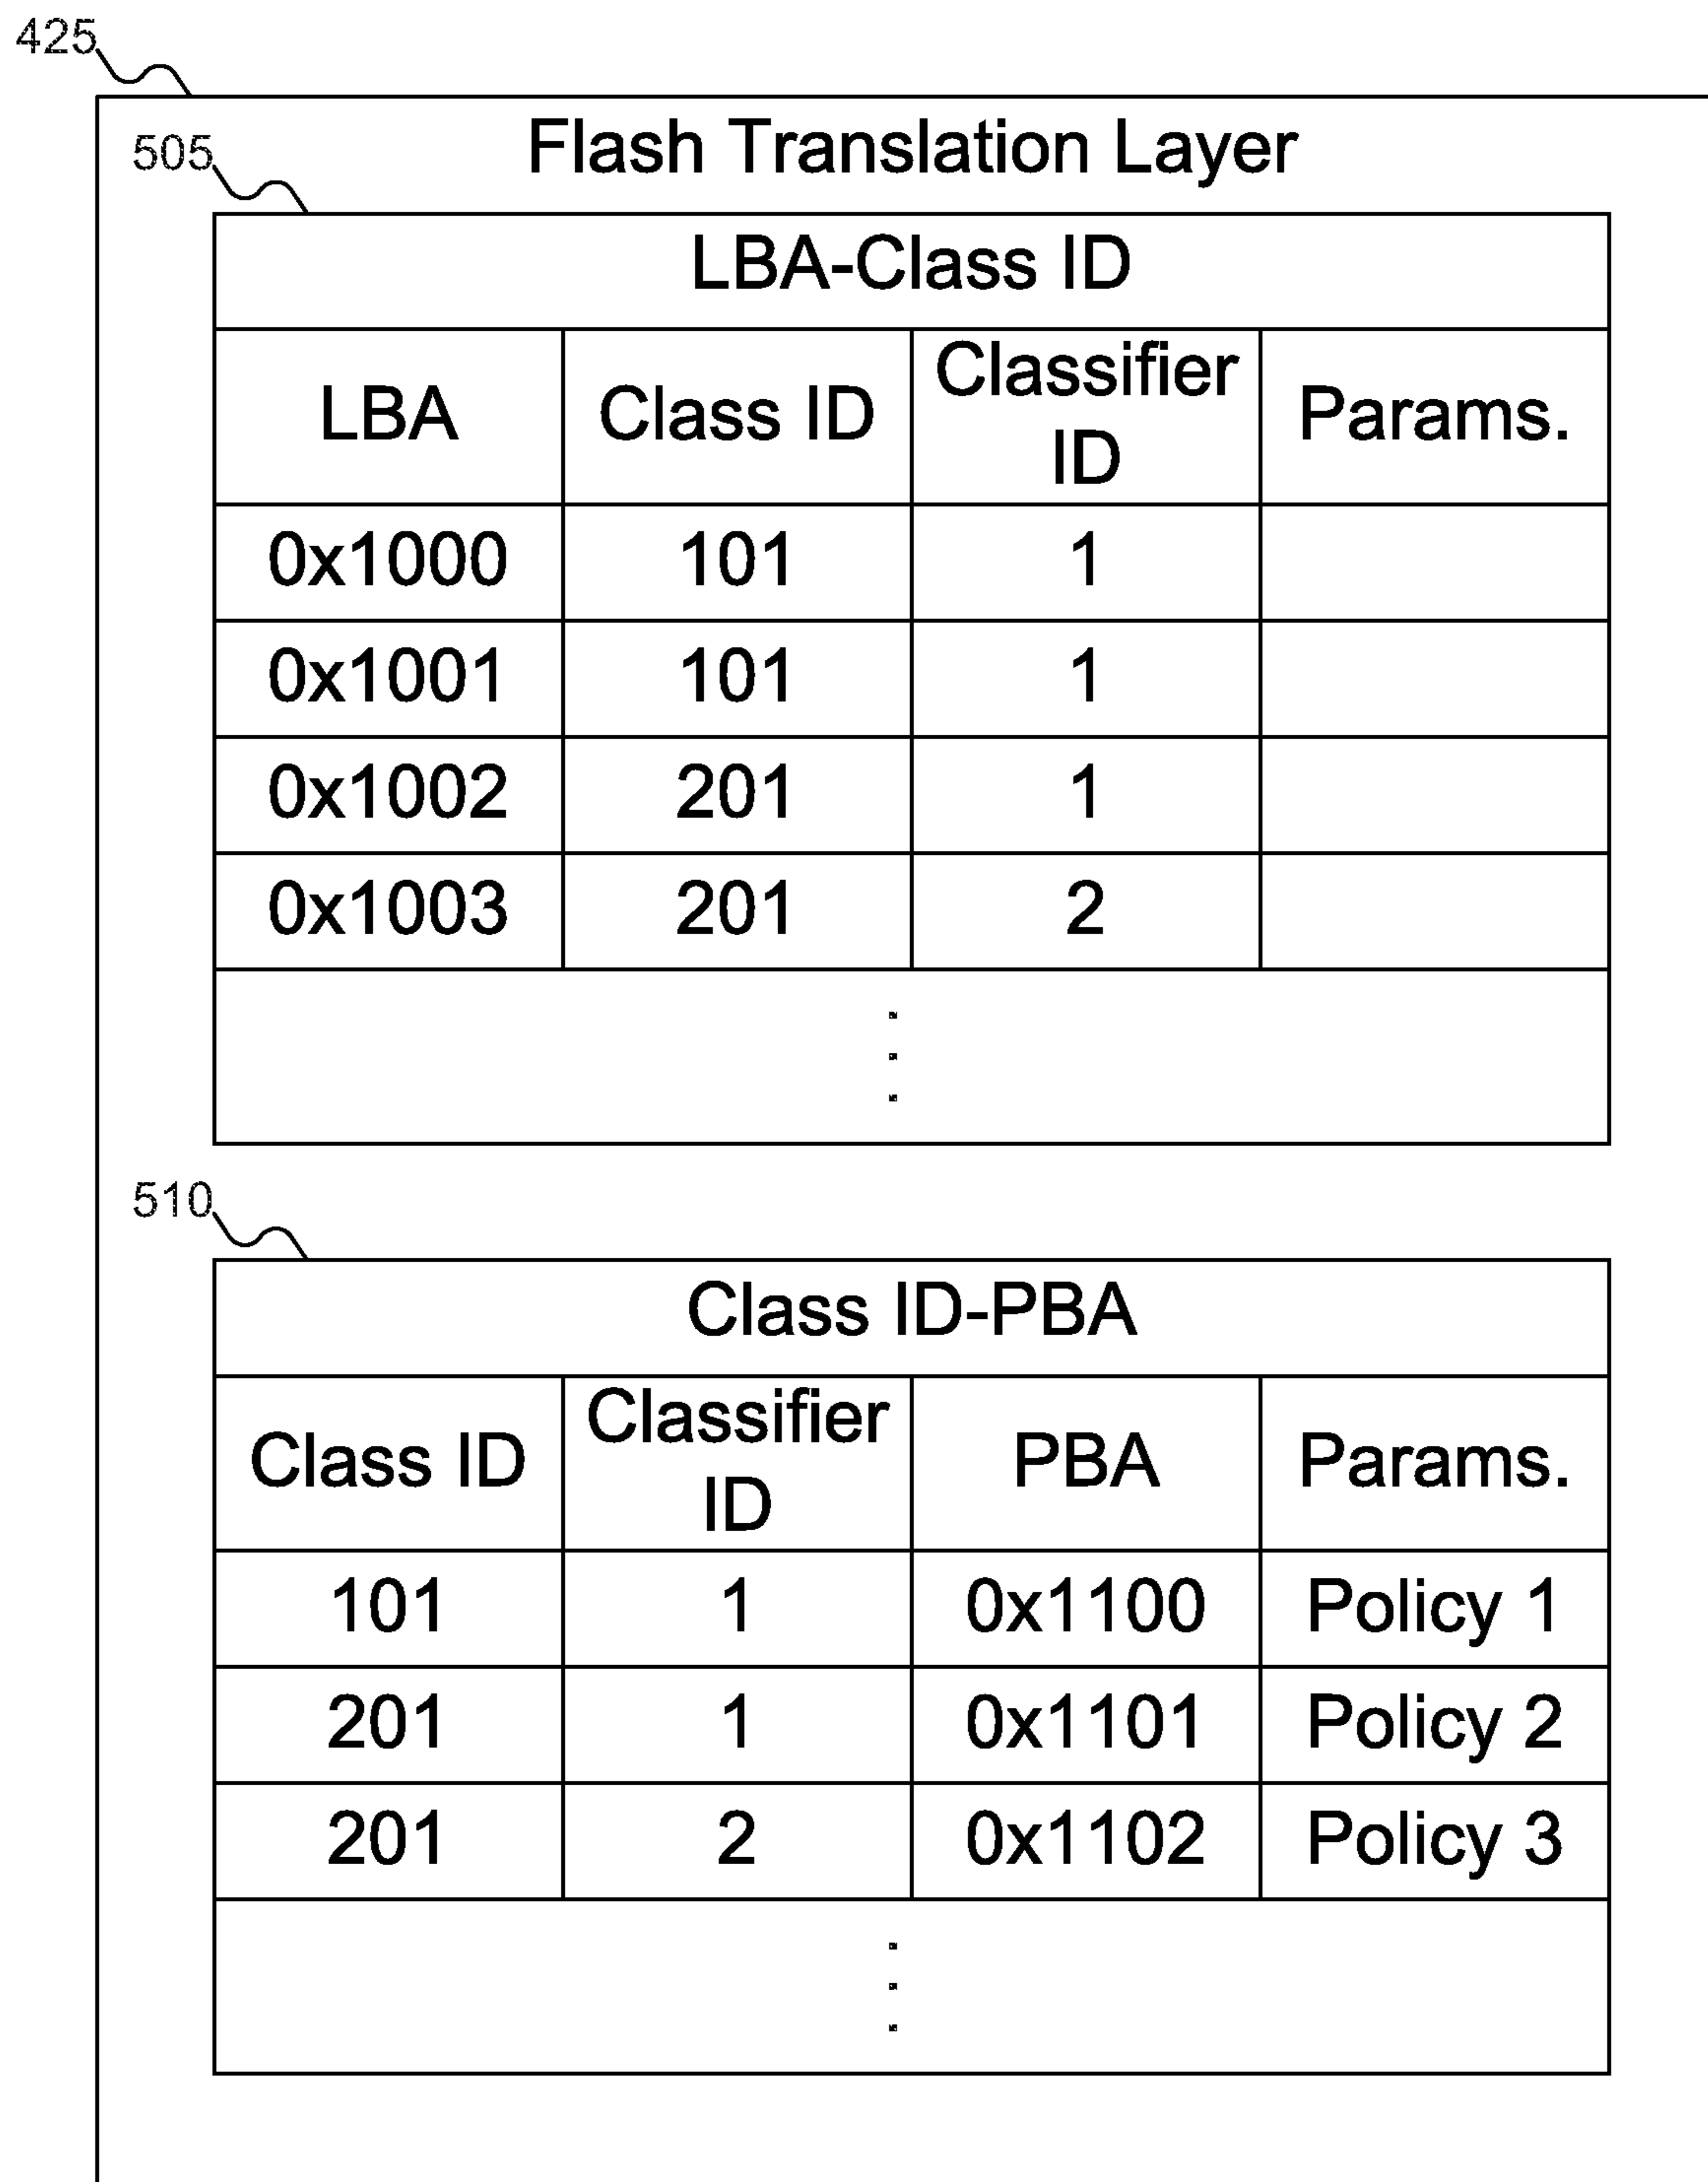 425
505
Flash Translation Layer
LBA-Class ID
LBA Class ID Classifier ID Params.
0x1000 101 1
0x1001 101 1
0x1002 201 1
0x1003 201 2
510
Class ID-PBA
Class ID Classifier ID PBA Params.
101 1 0x1100 Policy 1
201 1 0x1101 Policy 2
201 2 0x1102 Policy 3